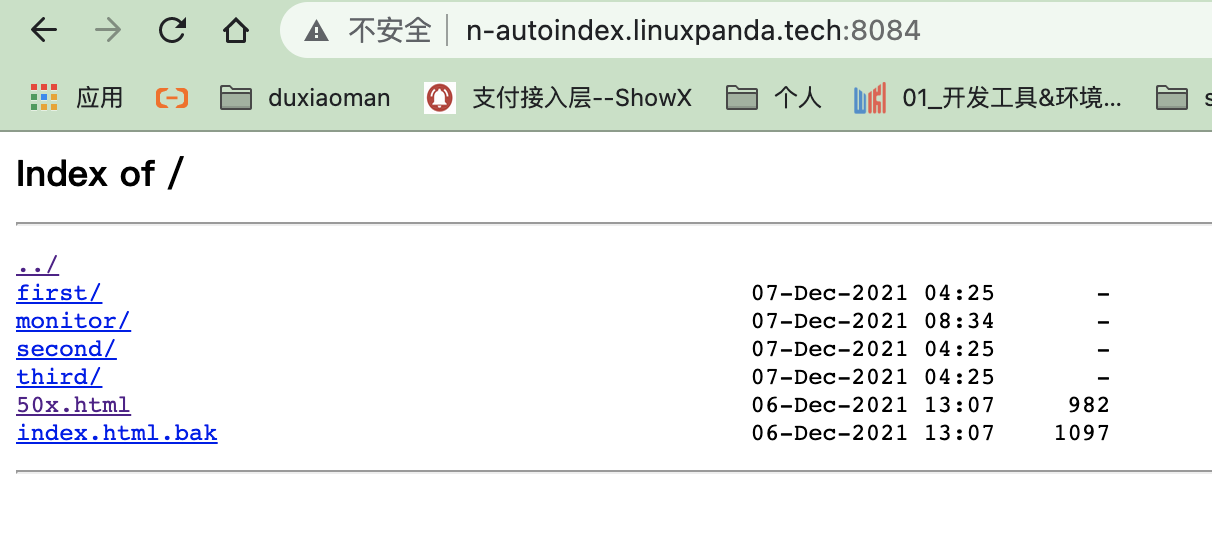 不安全 n-autoindex.linuxpanda.tech:8084
应用 duxiaoman 支付接入层--ShowX 个人 01_开发工具&环境... s
Index of /
../
first/ 07-Dec-2021 04:25 -
monitor/ 07-Dec-2021 08:34 -
second/ 07-Dec-2021 04:25 -
third/ 07-Dec-2021 04:25 -
50x.html 06-Dec-2021 13:07 982
index.html.bak 06-Dec-2021 13:07 1097